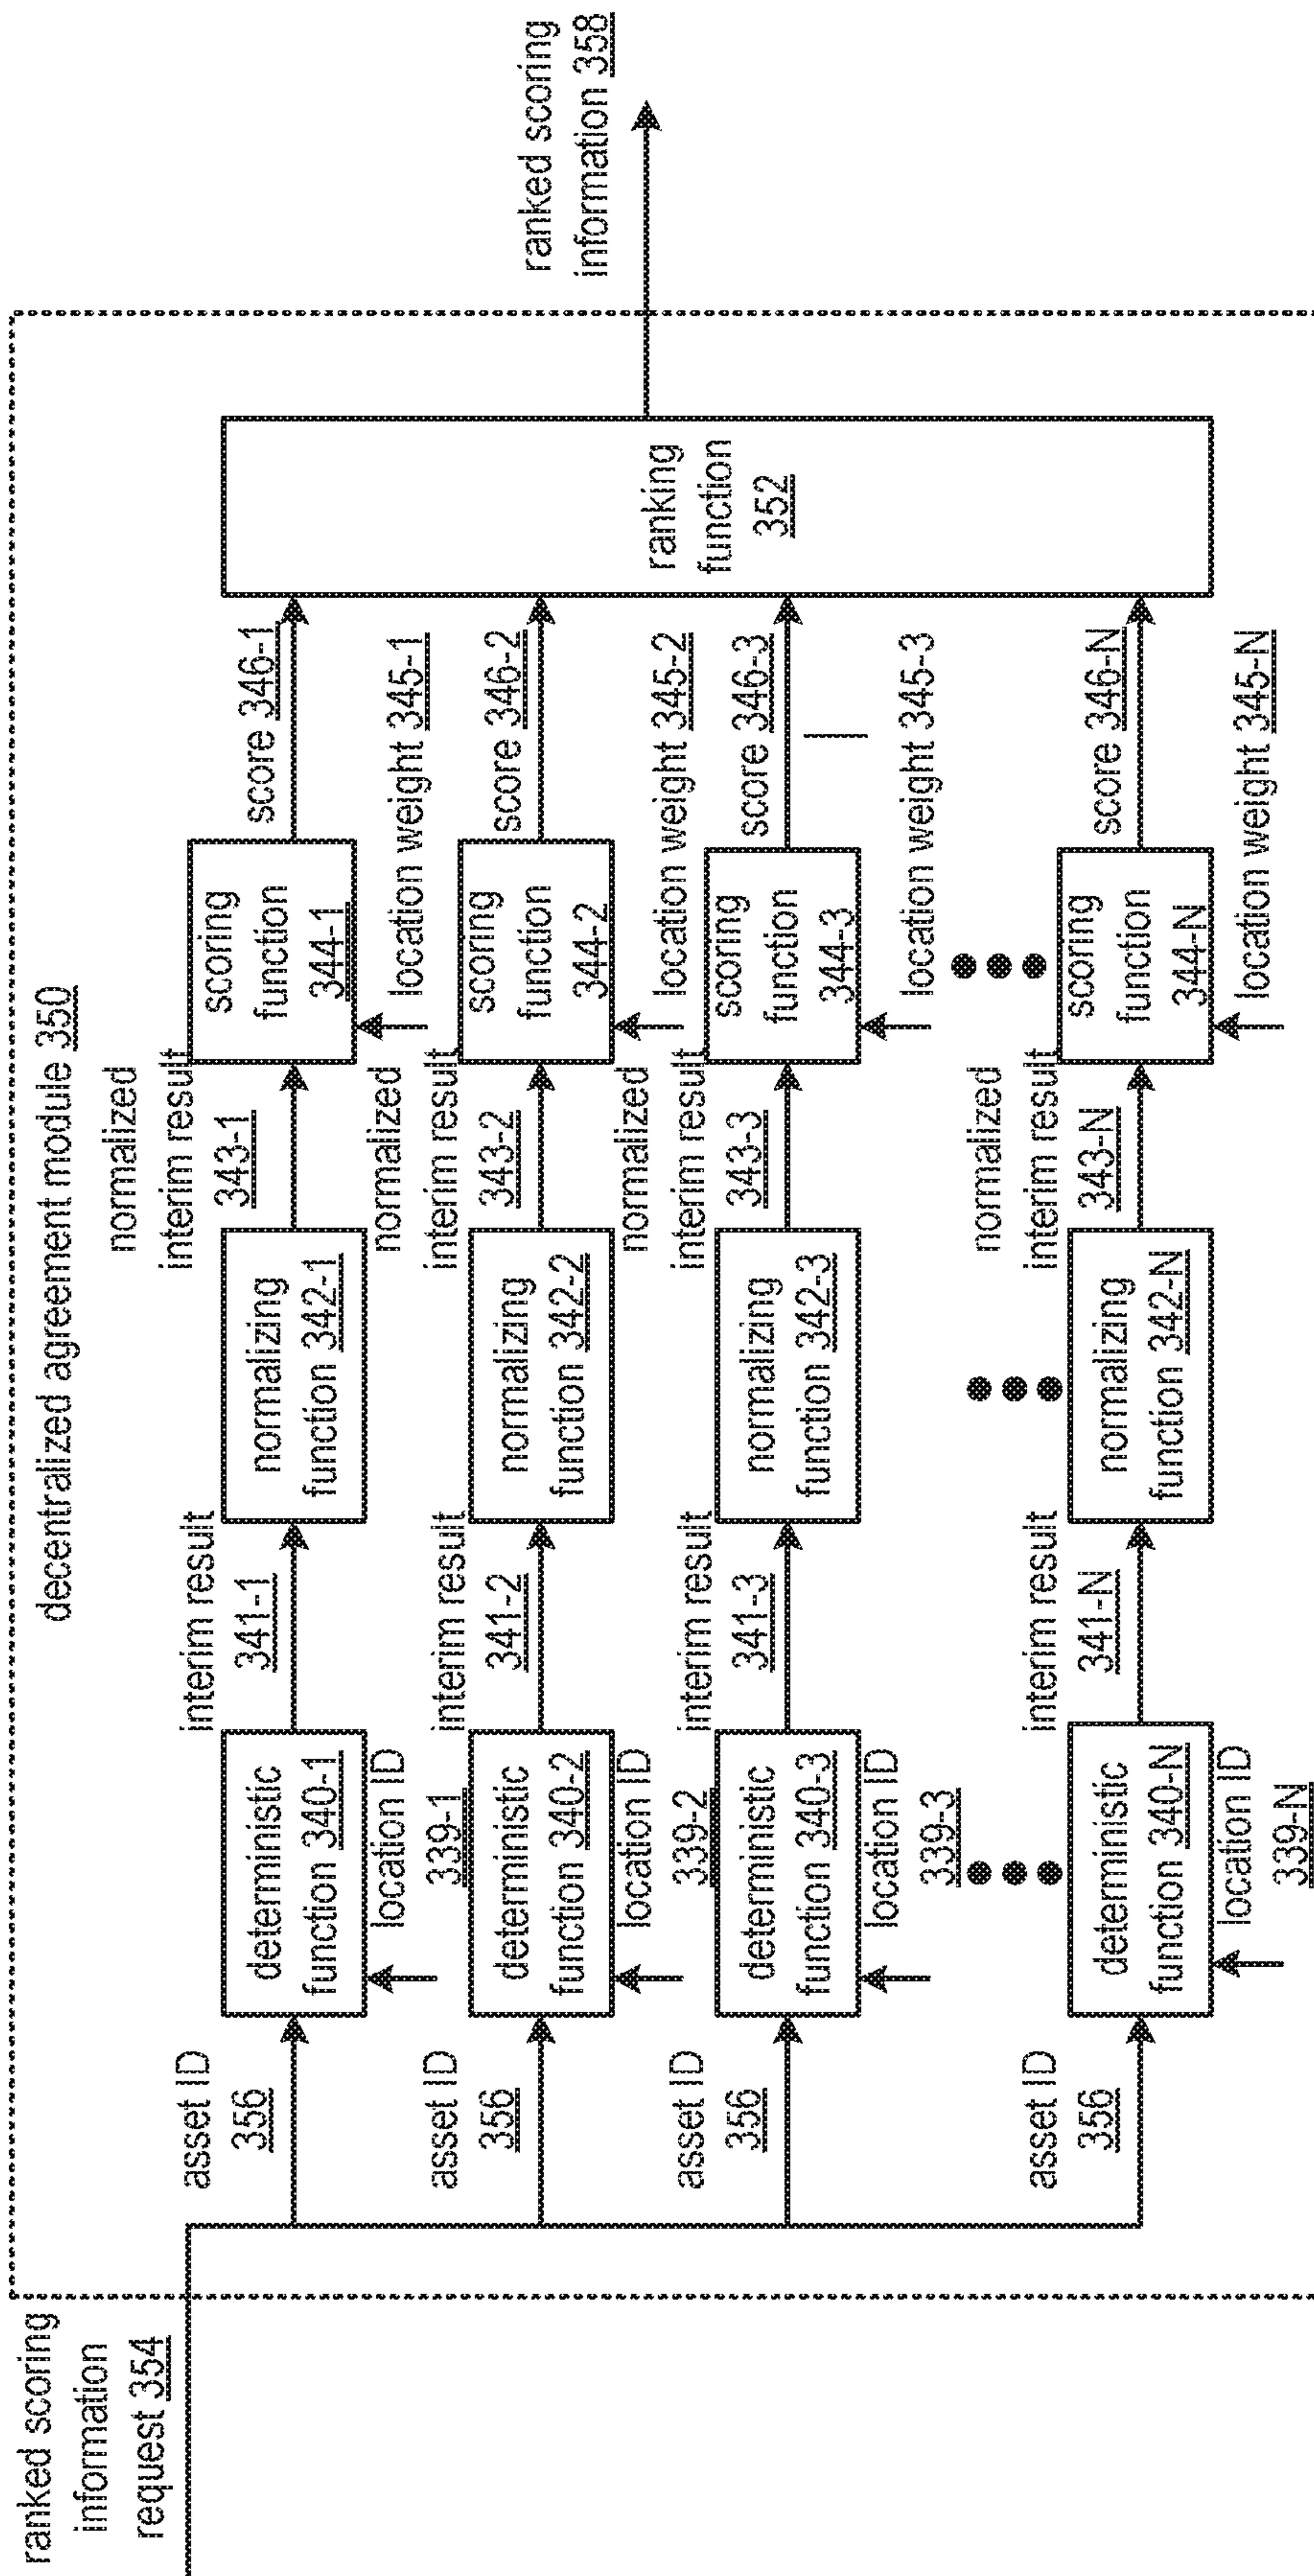 ranked scoring
information
request 354
decentralized agreement module 350
asset ID
356
deterministic
function 340-1
location ID
339-1
interim result
341-1
normalizing
function 342-1
normalized
interim result
343-1
scoring
function
344-1
location weight 345-1
score 346-1
asset ID
356
deterministic
function 340-2
location ID
339-2
interim result
341-2
normalizing
function 342-2
normalized
interim result
343-2
scoring
function
344-2
location weight 345-2
score 346-2
asset ID
356
deterministic
function 340-3
location ID
339-3
interim result
341-3
normalizing
function 342-3
normalized
interim result
343-3
scoring
function
344-3
location weight 345-3
score 346-3
asset ID
356
deterministic
function 340-N
location ID
339-N
interim result
341-N
normalizing
function 342-N
normalized
interim result
343-N
scoring
function
344-N
location weight 345-N
score 346-N
ranking
function
352
ranked scoring
information 358